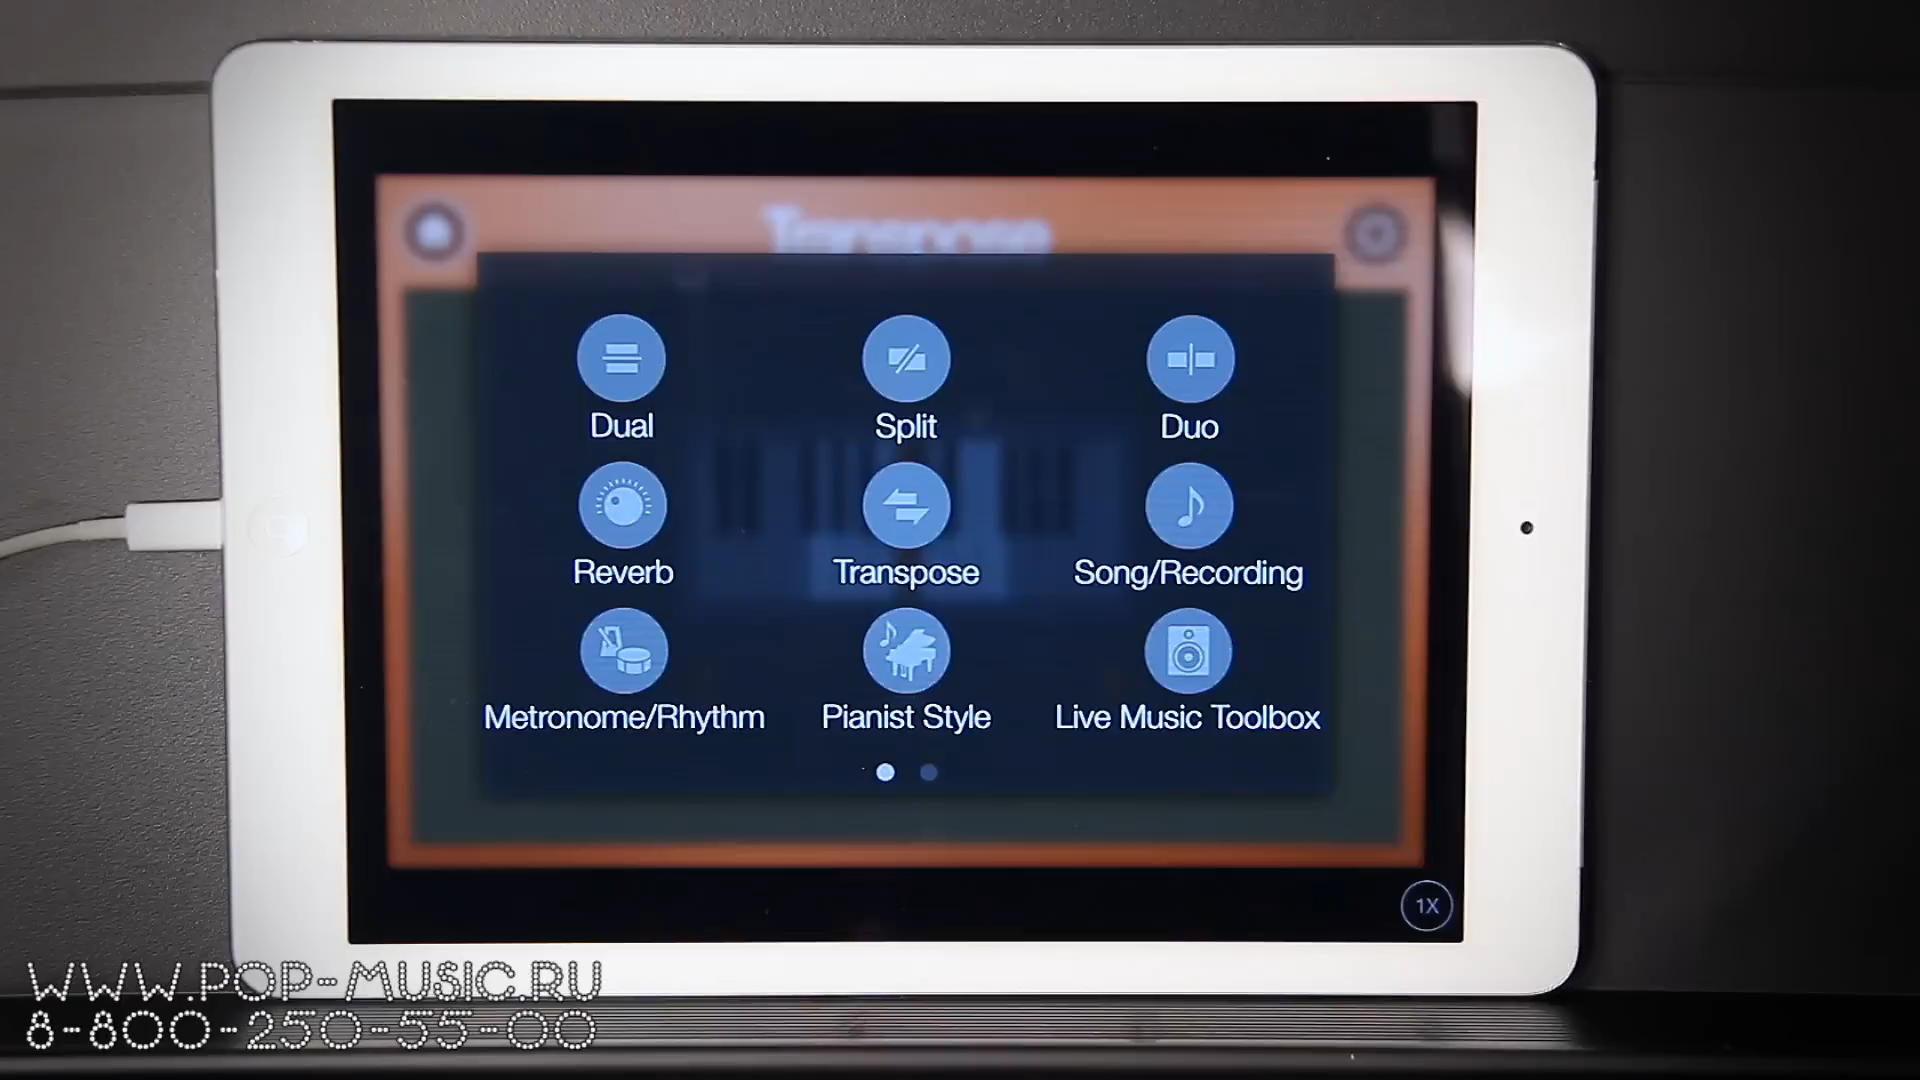 Transpose
Dual
Split
Duo
Reverb
Transpose
Song/Recording
Metronome/Rhythm
Pianist Style
Live Music Toolbox
1X
WWW.POP-MUSIC.RU
8-800-250-55-00